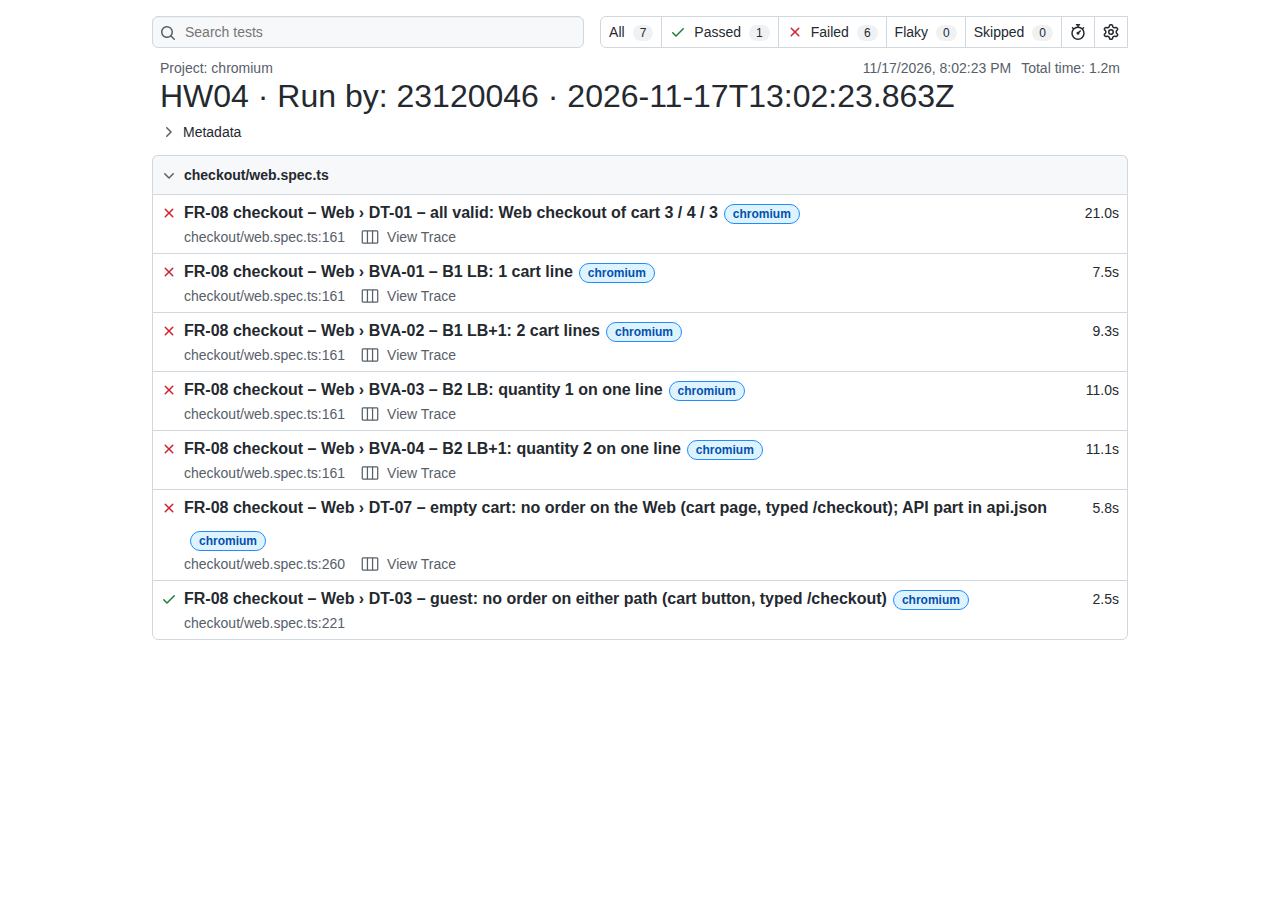 Search tests
All 7 Passed 1 Failed 6 Flaky 0 Skipped 0
Project: chromium 11/17/2026, 8:02:23 PM Total time: 1.2m
HW04 · Run by: 23120046 · 2026-11-17T13:02:23.863Z
Metadata
checkout/web.spec.ts
FR-08 checkout – Web › DT-01 – all valid: Web checkout of cart 3 / 4 / 3 chromium 21.0s
checkout/web.spec.ts:161 View Trace
FR-08 checkout – Web › BVA-01 – B1 LB: 1 cart line chromium 7.5s
checkout/web.spec.ts:161 View Trace
FR-08 checkout – Web › BVA-02 – B1 LB+1: 2 cart lines chromium 9.3s
checkout/web.spec.ts:161 View Trace
FR-08 checkout – Web › BVA-03 – B2 LB: quantity 1 on one line chromium 11.0s
checkout/web.spec.ts:161 View Trace
FR-08 checkout – Web › BVA-04 – B2 LB+1: quantity 2 on one line chromium 11.1s
checkout/web.spec.ts:161 View Trace
FR-08 checkout – Web › DT-07 – empty cart: no order on the Web (cart page, typed /checkout); API part in api.json 5.8s
chromium
checkout/web.spec.ts:260 View Trace
FR-08 checkout – Web › DT-03 – guest: no order on either path (cart button, typed /checkout) chromium 2.5s
checkout/web.spec.ts:221